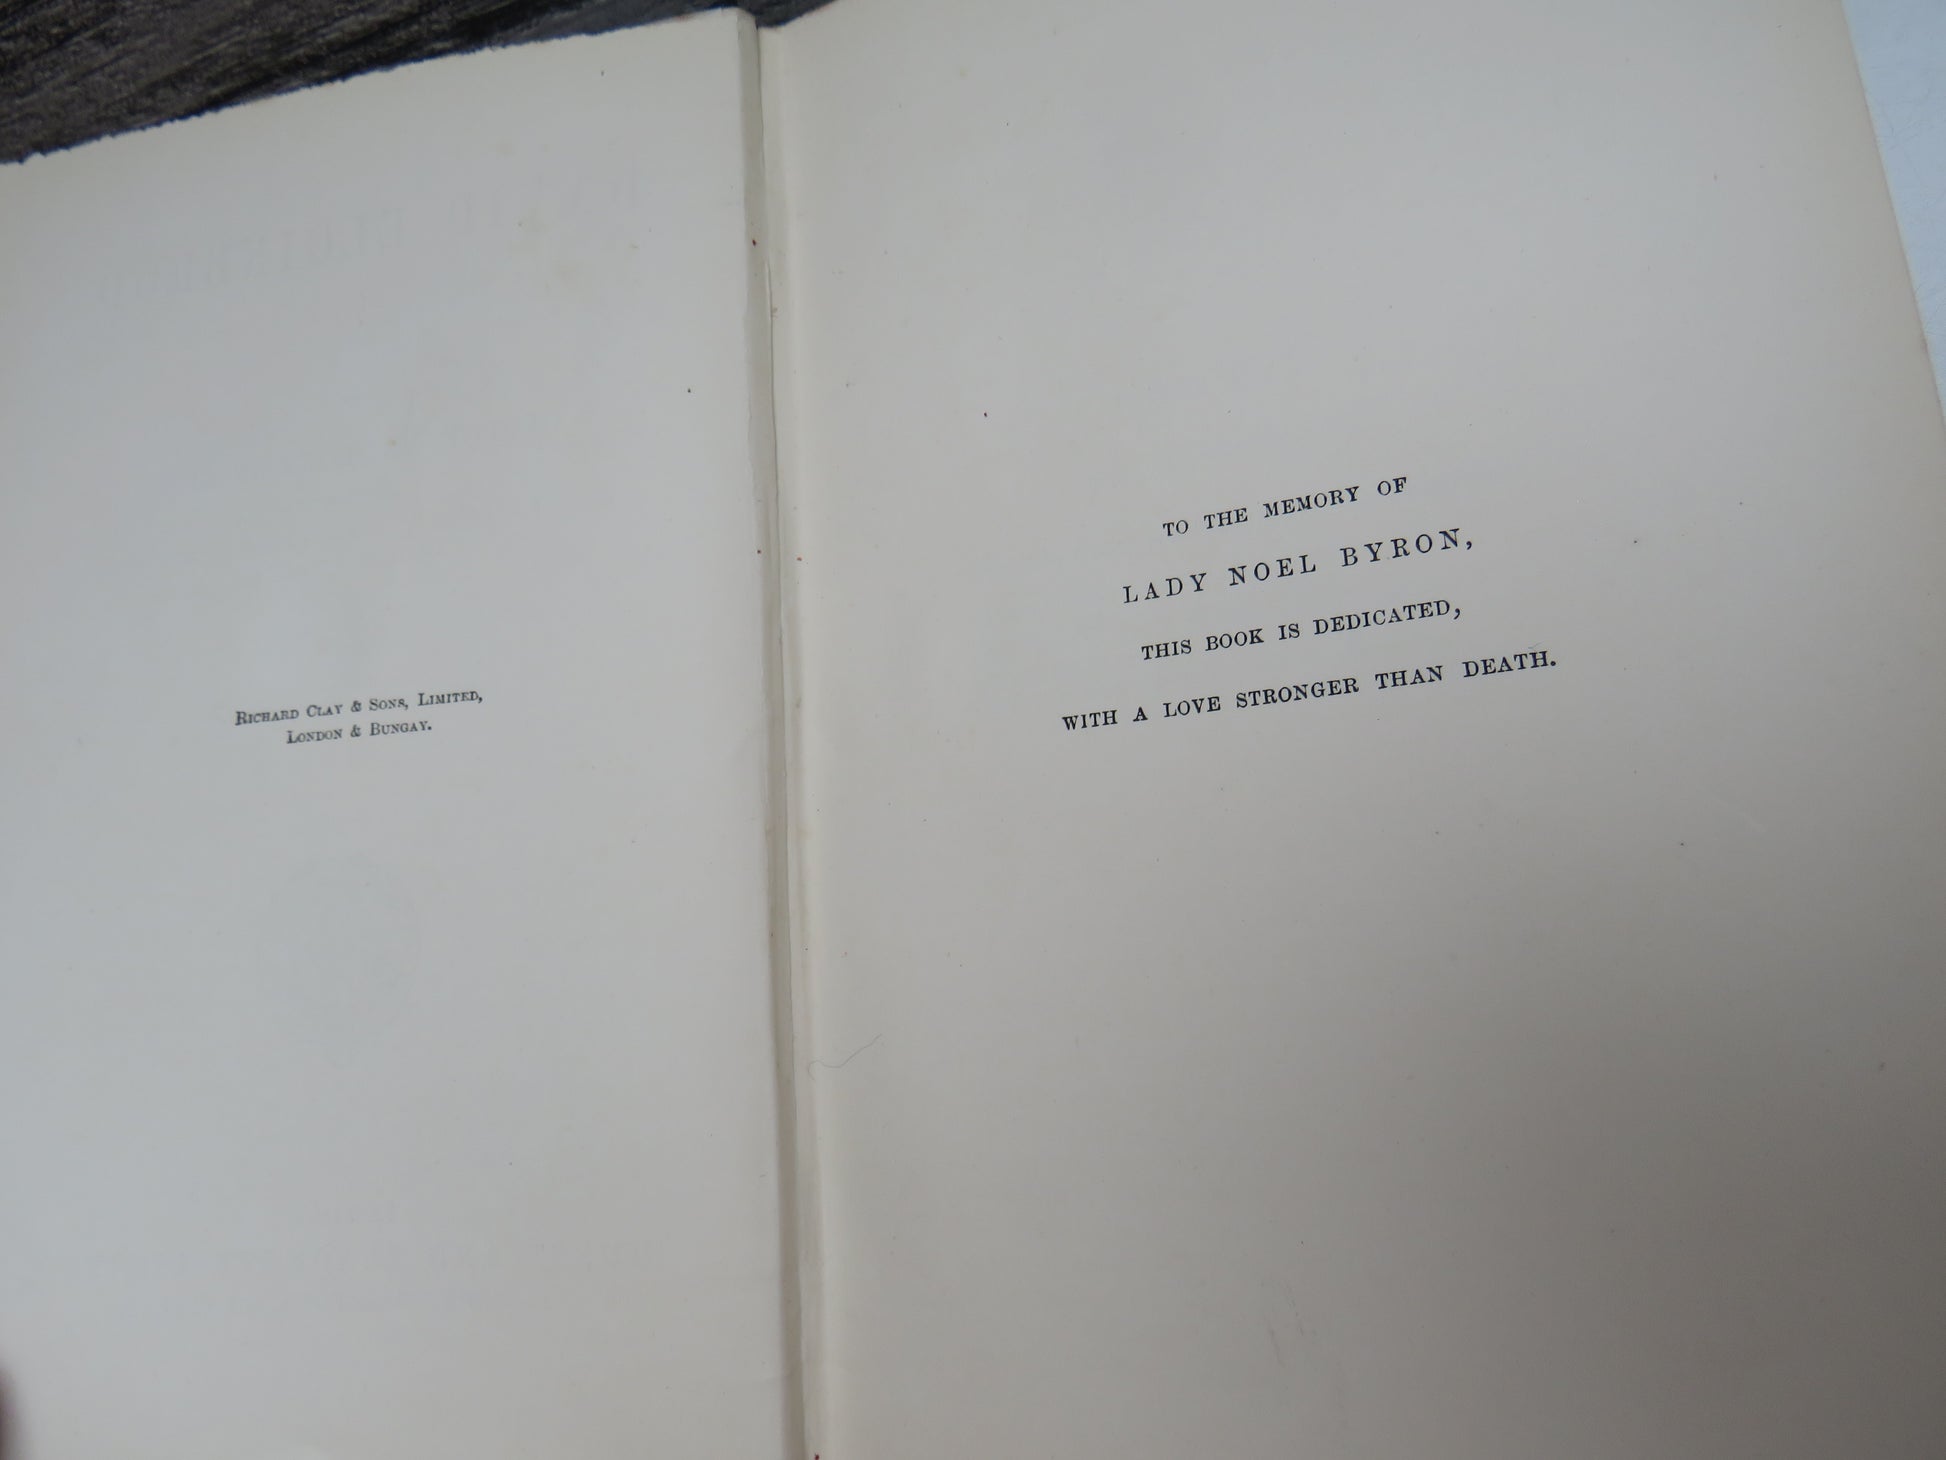 Richard Clay & Sons, Limited,
London & Bungay.
TO THE MEMORY OF
LADY NOEL BYRON,
THIS BOOK IS DEDICATED,
WITH A LOVE STRONGER THAN DEATH.